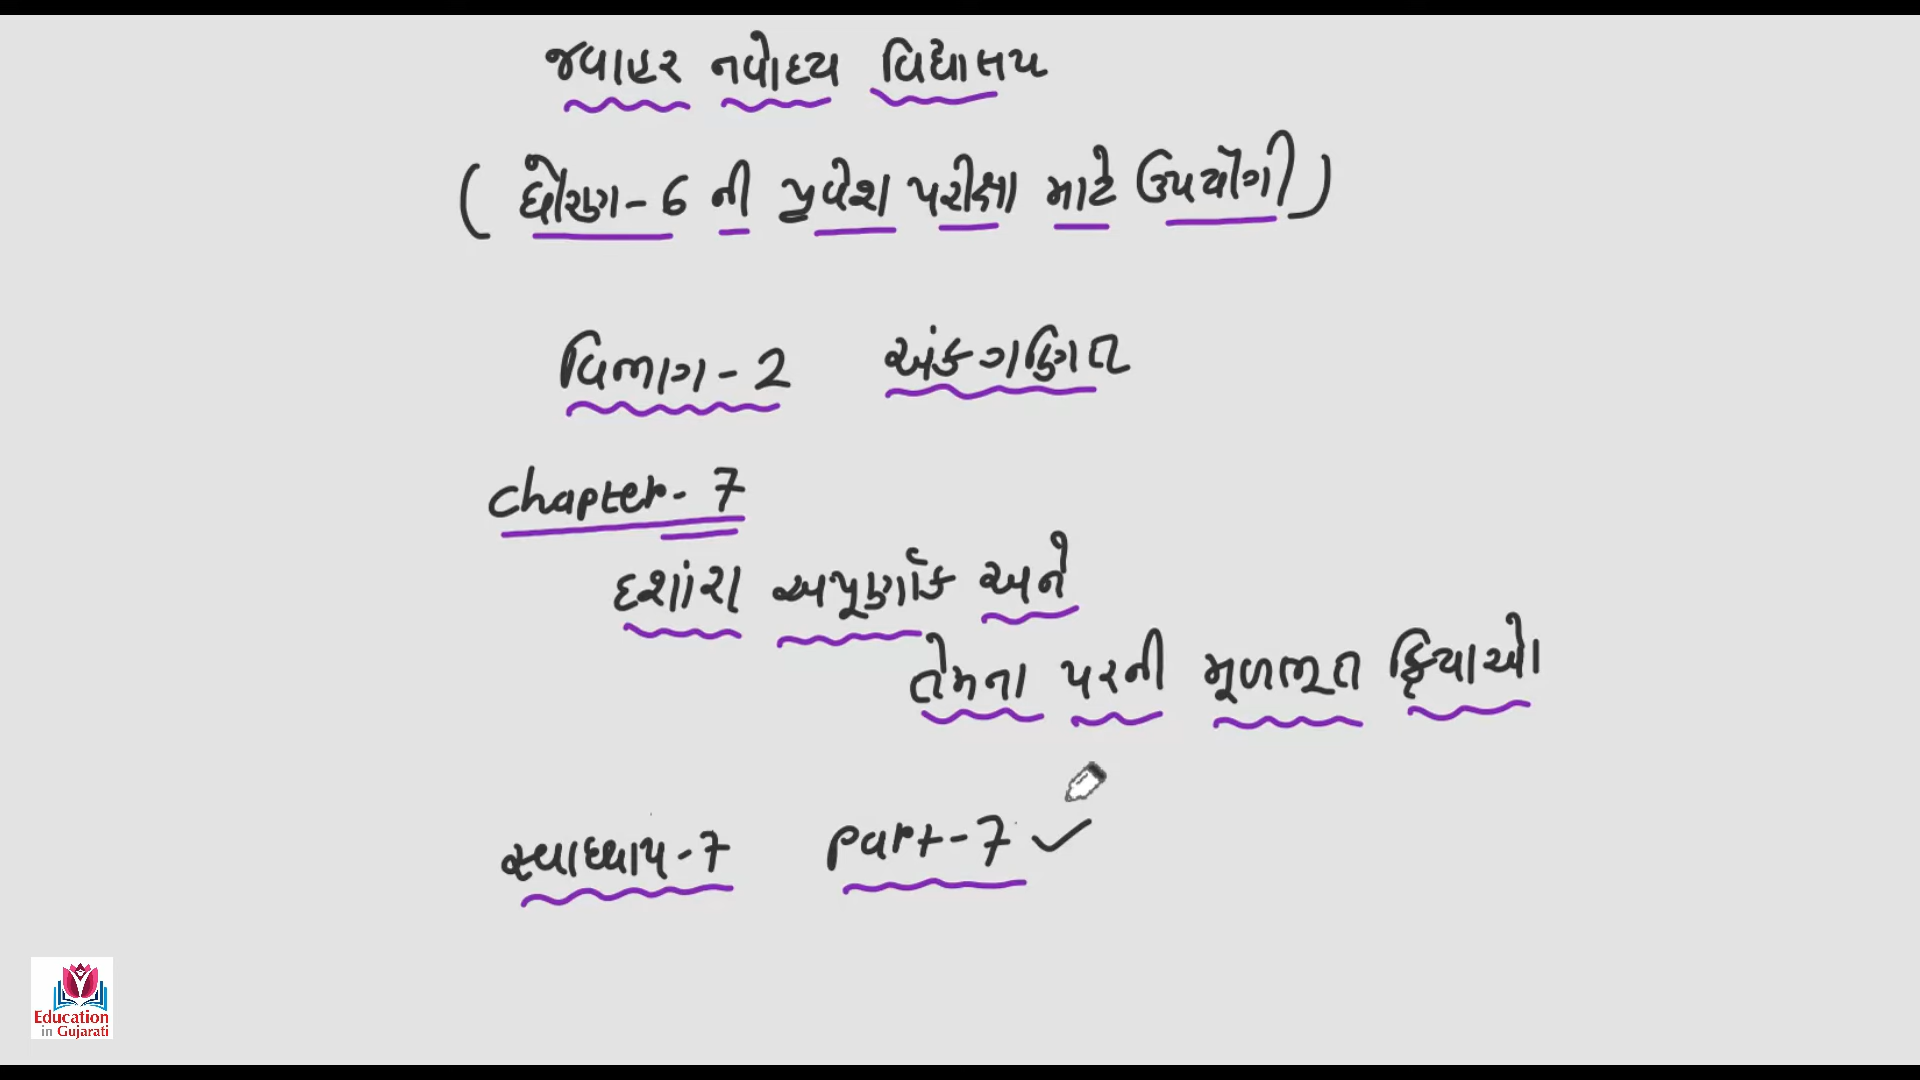 જવાહર નવોદય વિદ્યાલય
( ધોરણ-6 ની પ્રવેશ પરીક્ષા માટે ઉપયોગી)
વિભાગ-2 અંકગણિત
Chapter-7
દશાંશ અપૂર્ણાંક અને
તેમના પરની મૂળભૂત ક્રિયાઓ
સ્વાધ્યાય-7 Part-7 ✓
Education
in Gujarati